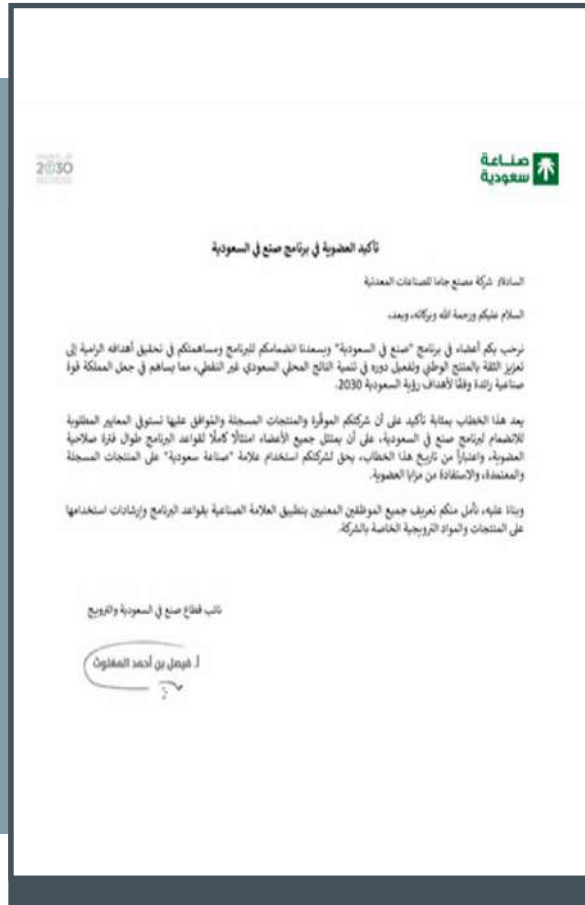 2030
صناعة
سعودية
تأكيد العضوية في برنامج صنع في السعودية
السادة/ شركة مصنع جاما للصناعات المعدنية
السلام عليكم ورحمة الله وبركاته، وبعد،
نرحب بكم أعضاء في برنامج "صنع في السعودية" ويسعدنا انضمامكم للبرنامج ومساهمتكم في تحقيق أهدافه الرامية إلى
تعزيز الثقة بالمنتج الوطني وتفعيل دوره في تنمية الناتج المحلي السعودي غير النفطي، مما يساهم في جعل المملكة قوة
صناعية رائدة وفقًا لأهداف رؤية السعودية 2030.
يعد هذا الخطاب بمثابة تأكيد على أن شركتكم الموقّرة والمنتجات المسجلة والموافق عليها تستوفي المعايير المطلوبة
للانضمام لبرنامج صنع في السعودية، على أن يمتثل جميع الأعضاء امتثالًا كاملًا لقواعد البرنامج طوال فترة صلاحية
العضوية، واعتبارًا من تاريخ هذا الخطاب، يحق لشركتكم استخدام علامة "صناعة سعودية" على المنتجات المسجلة
والمعتمدة، والاستفادة من مزايا العضوية.
وبناءً عليه، نأمل منكم تعريف جميع الموظفين المعنيين بتطبيق العلامة الصناعية بقواعد البرنامج وإرشادات استخدامها
على المنتجات والمواد الترويجية الخاصة بالشركة.
نائب قطاع صنع في السعودية والترويج
أ. فيصل بن أحمد المغلوث